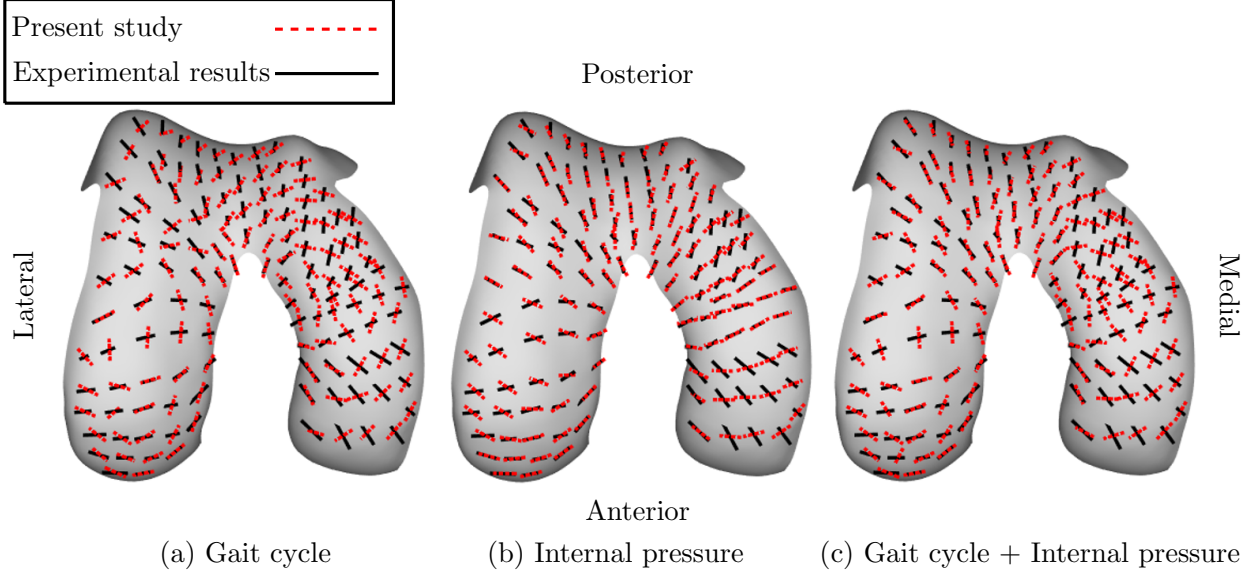 Present study
Experimental results
Posterior
Lateral
Medial
Anterior
(a) Gait cycle
(b) Internal pressure
(c) Gait cycle + Internal pressure